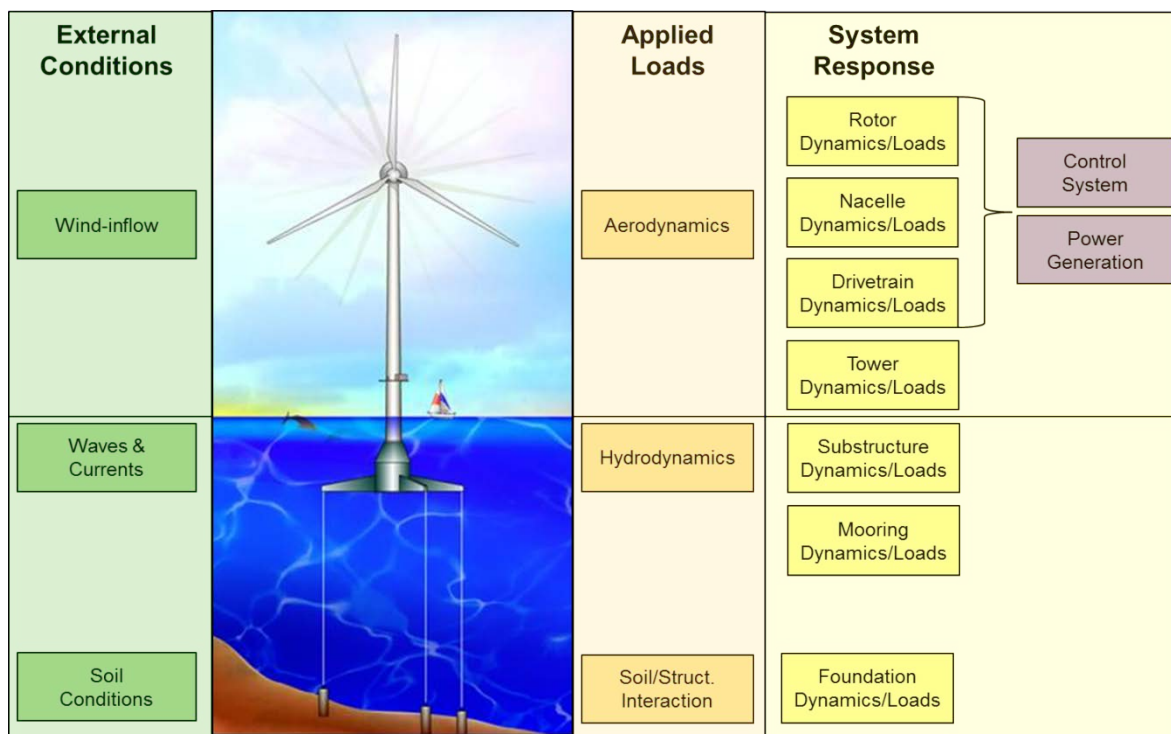 External
Conditions
Wind-inflow
Waves &
Currents
Soil
Conditions
Applied
Loads
Aerodynamics
Hydrodynamics
Soil/Struct.
Interaction
System
Response
Rotor
Dynamics/Loads
Nacelle
Dynamics/Loads
Drivetrain
Dynamics/Loads
Tower
Dynamics/Loads
Substructure
Dynamics/Loads
Mooring
Dynamics/Loads
Foundation
Dynamics/Loads
Control
System
Power
Generation